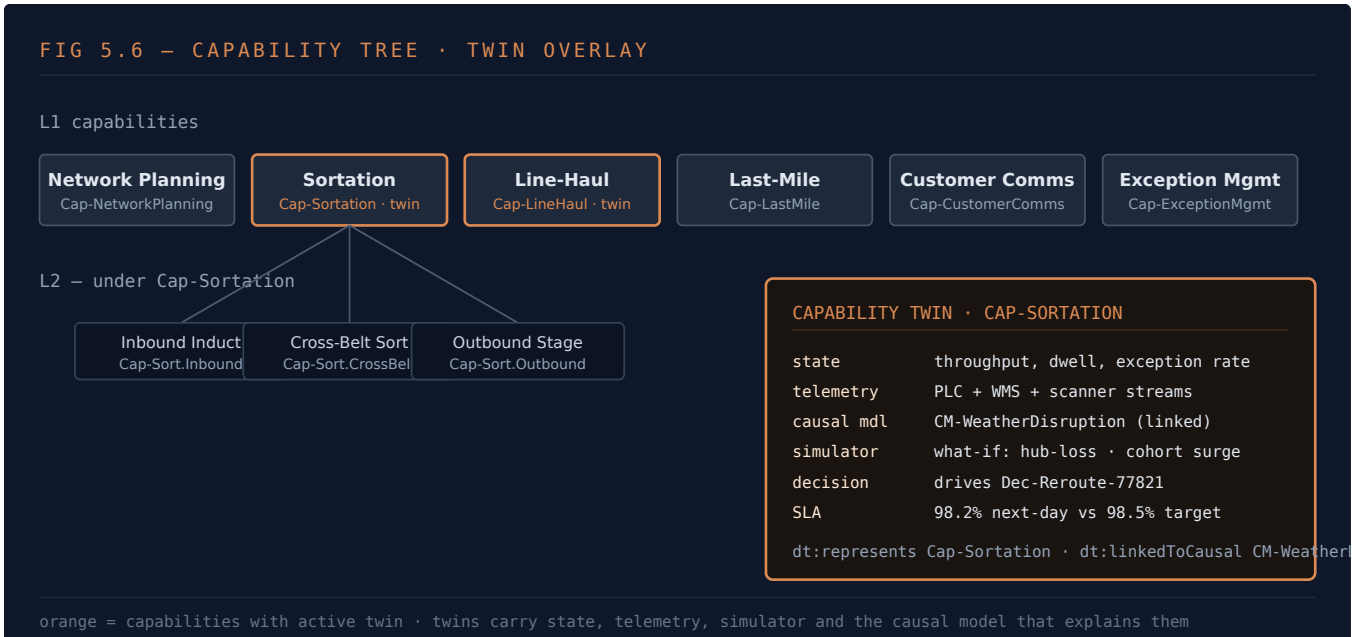 FIG 5.6 — CAPABILITY TREE · TWIN OVERLAY
L1 capabilities
Network Planning
Cap-NetworkPlanning
Sortation
Cap-Sortation · twin
Line-Haul
Cap-LineHaul · twin
Last-Mile
Cap-LastMile
Customer Comms
Cap-CustomerComms
Exception Mgmt
Cap-ExceptionMgmt
L2 — under Cap-Sortation
Inbound Induct
Cap-Sort.Inbound
Cross-Belt Sort
Cap-Sort.CrossBel
Outbound Stage
Cap-Sort.Outbound
CAPABILITY TWIN · CAP-SORTATION
state throughput, dwell, exception rate
telemetry PLC + WMS + scanner streams
causal mdl CM-WeatherDisruption (linked)
simulator what-if: hub-loss · cohort surge
decision drives Dec-Reroute-77821
SLA 98.2% next-day vs 98.5% target
dt:represents Cap-Sortation · dt:linkedToCausal CM-Weather
orange = capabilities with active twin · twins carry state, telemetry, simulator and the causal model that explains them